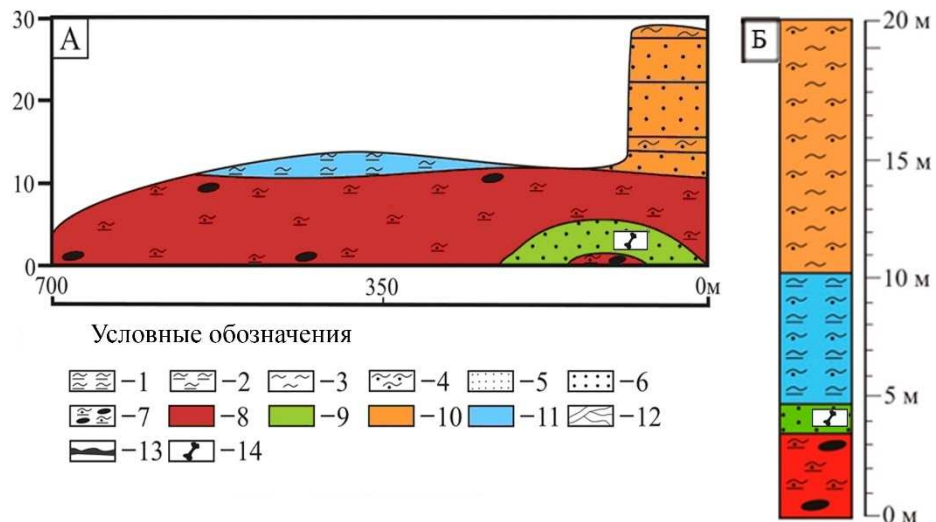 30
А
20
10
0
700 350 0м
Условные обозначения
–1 –2 –3 –4 –5 –6
–7 –8 –9 –10 –11 –12
–13 –14
Б
20 м
15 м
10 м
5 м
0 м